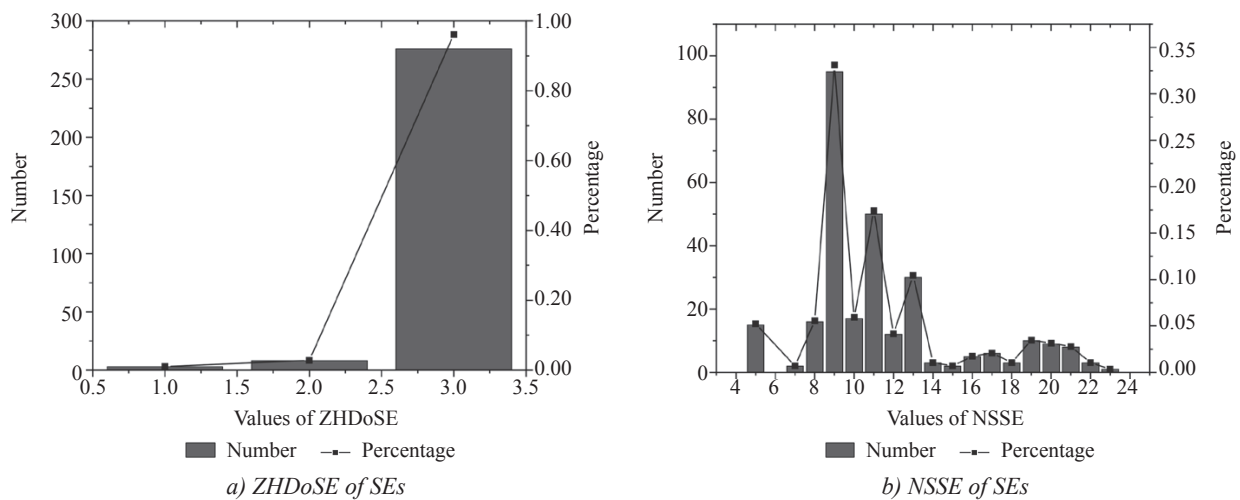 300
250
200
150
100
50
0
Number
1.00
0.80
0.60
0.40
0.20
0.00
Percentage
0.5 1.0 1.5 2.0 2.5 3.0 3.5
Values of ZHDoSE
Number Percentage
a) ZHDoSE of SEs
100
80
60
40
20
0
Number
0.35
0.30
0.25
0.20
0.15
0.10
0.05
0.00
Percentage
4 6 8 10 12 14 16 18 20 22 24
Values of NSSE
Number Percentage
b) NSSE of SEs